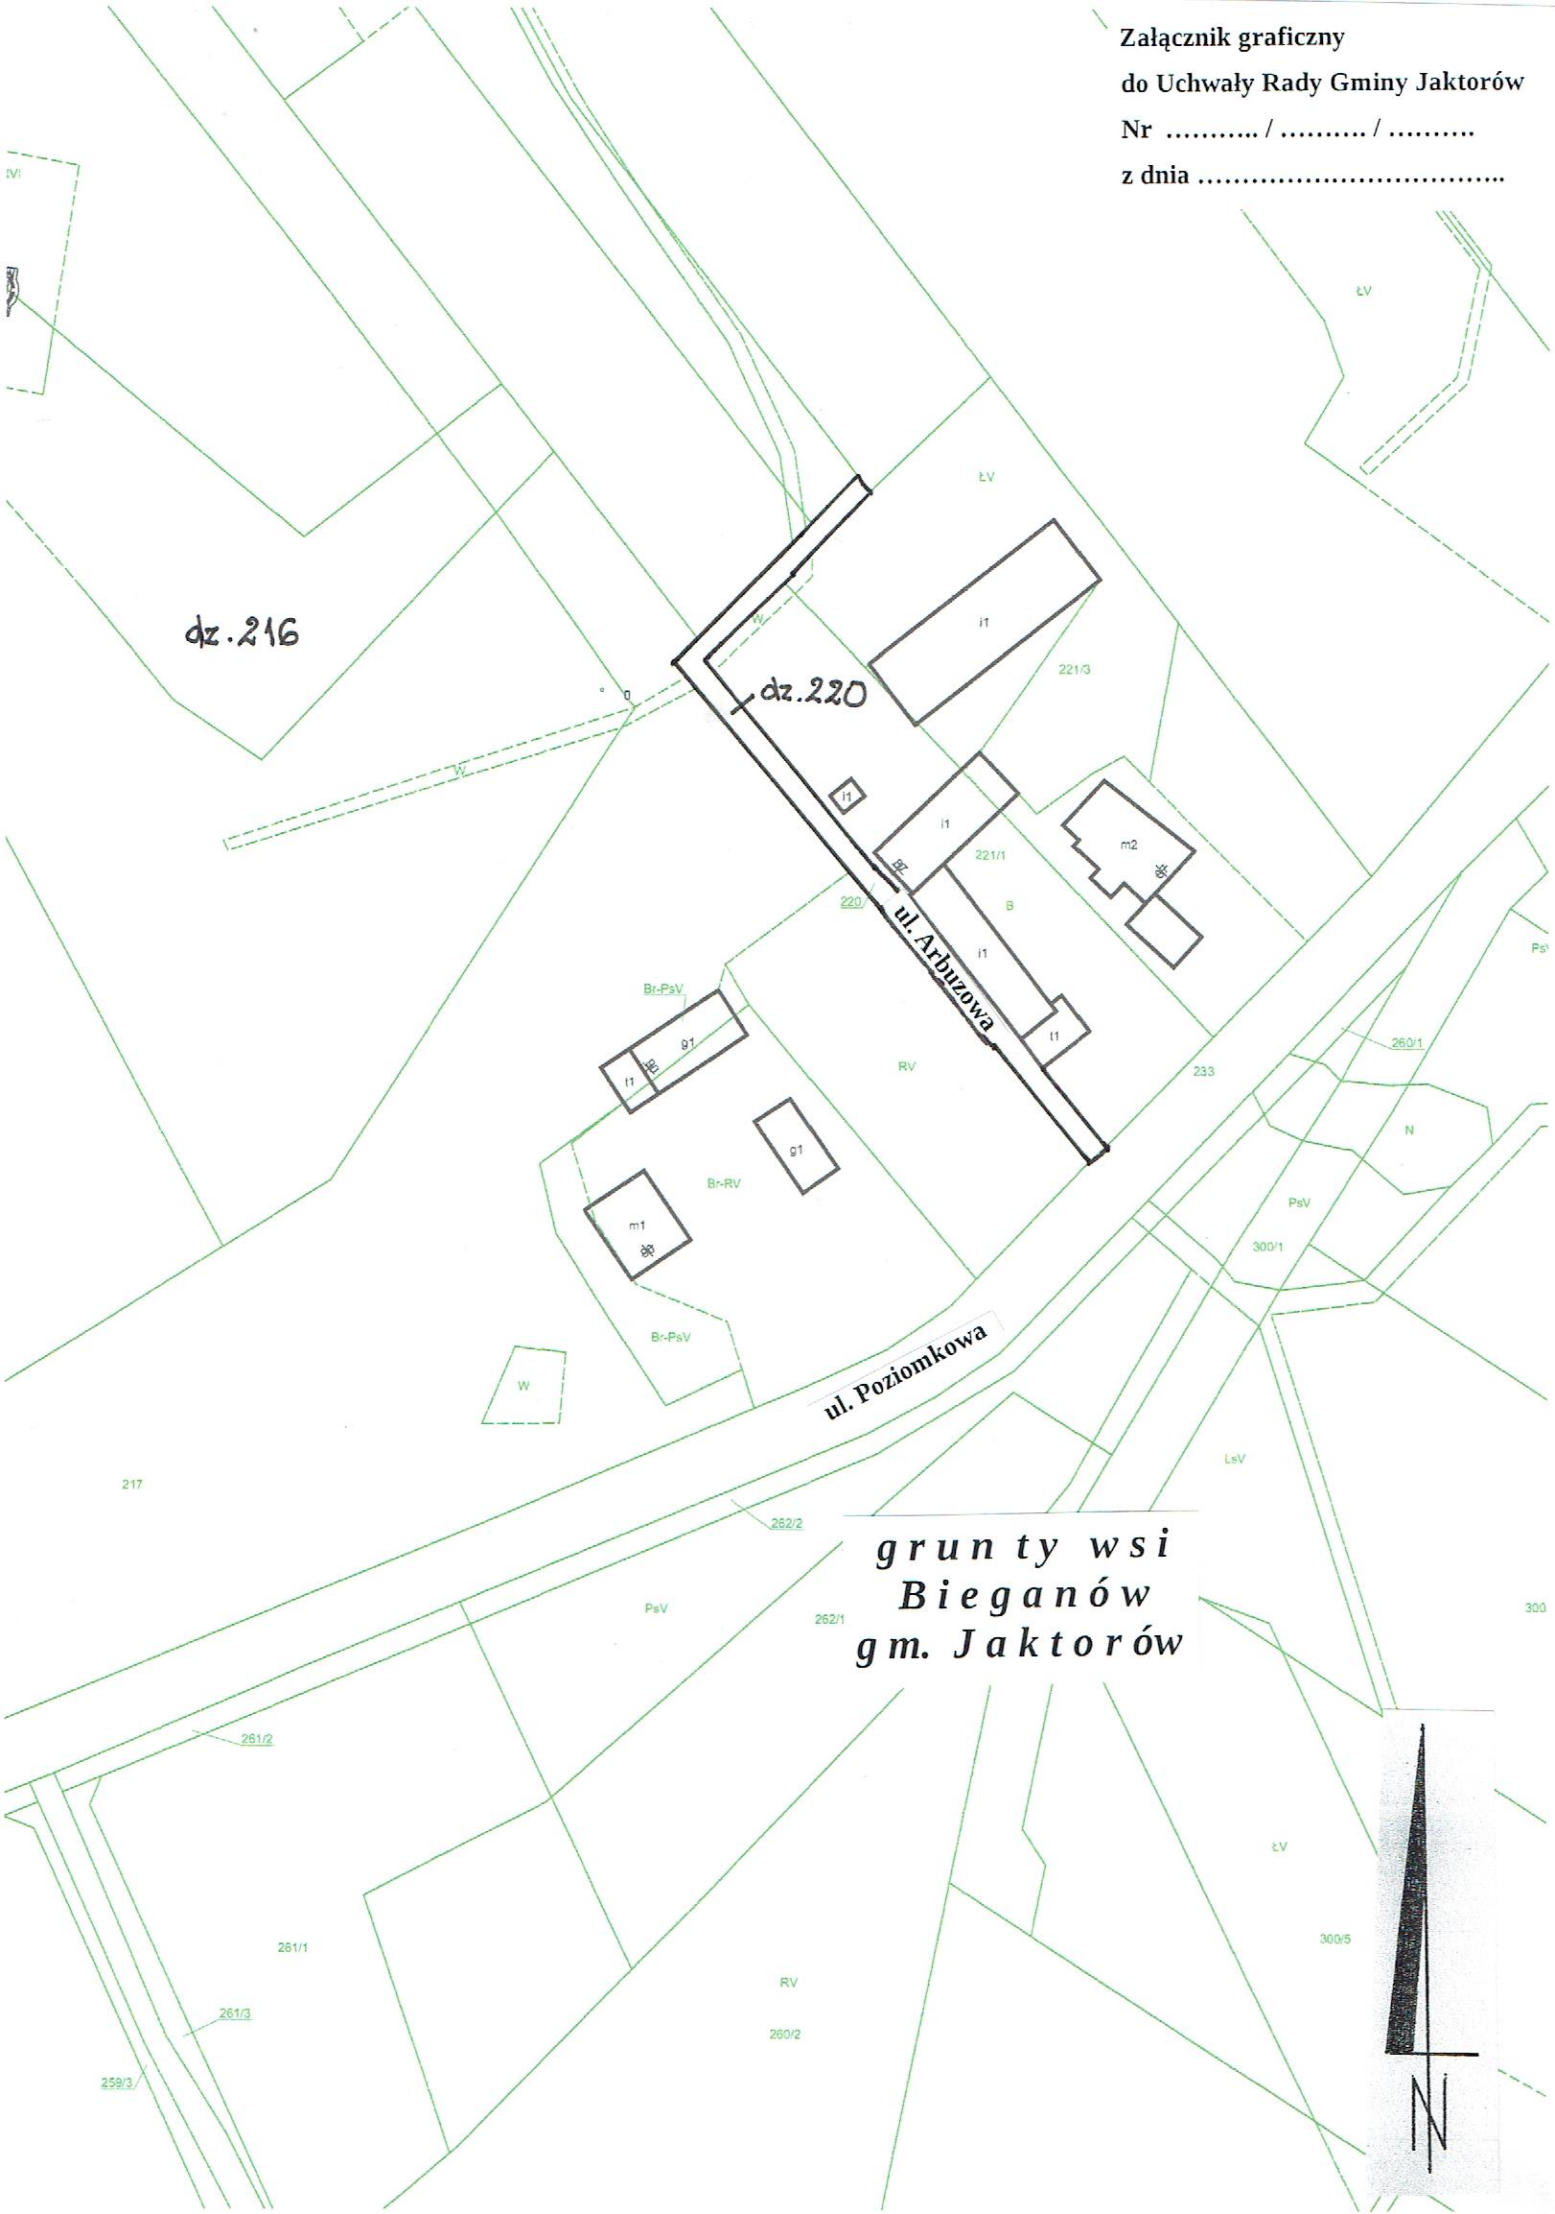 Załącznik graficzny
do Uchwały Rady Gminy Jaktorów
Nr ……….. / ………. / ……….
z dnia ……………………………..
ŁV
ŁV
dz.216
W
i1
221/3
dz.220
W
i1
i1
m2
221/1
220
B
ul. Arbuzowa
i1
Br-PsV
g1
t1
i1
RV
233
260/1
N
g1
Br-RV
PsV
m1
300/1
Br-PsV
ul. Poziomkowa
W
LsV
217
262/2
grunty wsi
Bieganów
gm. Jaktorów
PsV
262/1
300
261/2
ŁV
300/5
261/1
RV
261/3
260/2
259/3
N